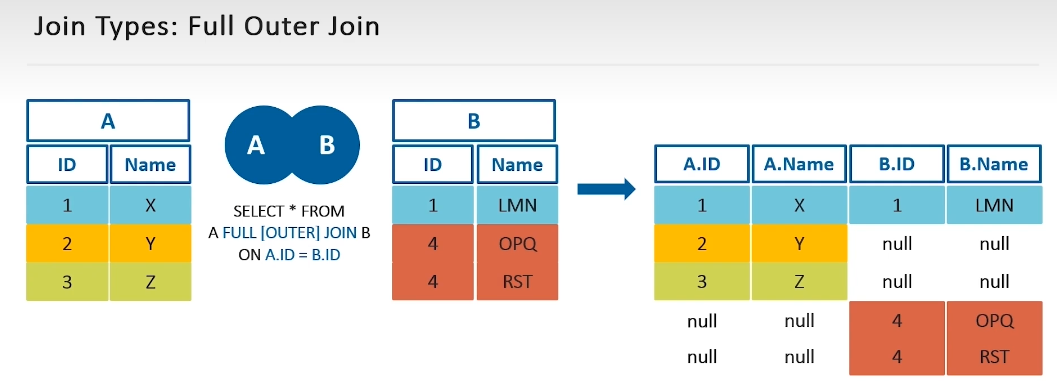 Join Types: Full Outer Join
A
ID Name
1 X
2 Y
3 Z
A B
SELECT * FROM
A FULL [OUTER] JOIN B
ON A.ID = B.ID
B
ID Name
1 LMN
4 OPQ
4 RST
A.ID A.Name B.ID B.Name
1 X 1 LMN
2 Y null null
3 Z null null
null null 4 OPQ
null null 4 RST